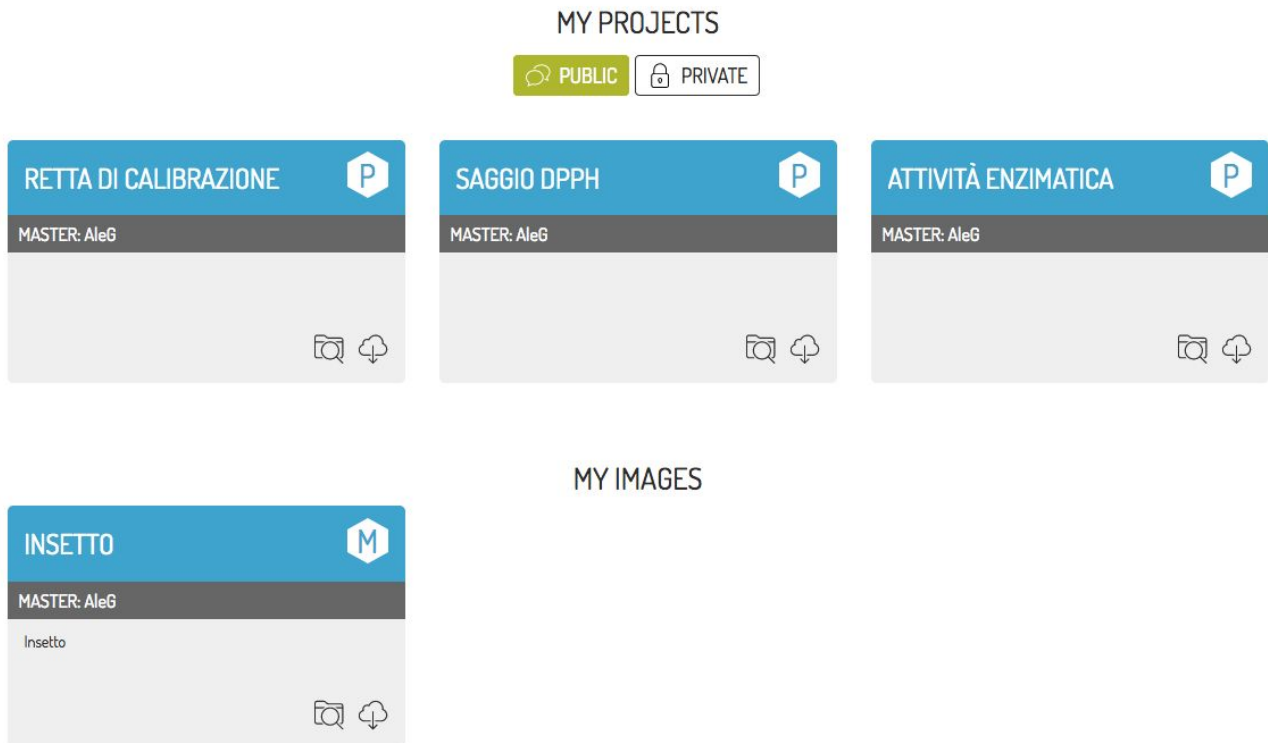 MY PROJECTS
PUBLIC PRIVATE
RETTA DI CALIBRAZIONE P
MASTER: AleG
SAGGIO DPPH P
MASTER: AleG
ATTIVITÀ ENZIMATICA P
MASTER: AleG
MY IMAGES
INSETTO M
MASTER: AleG
Insetto